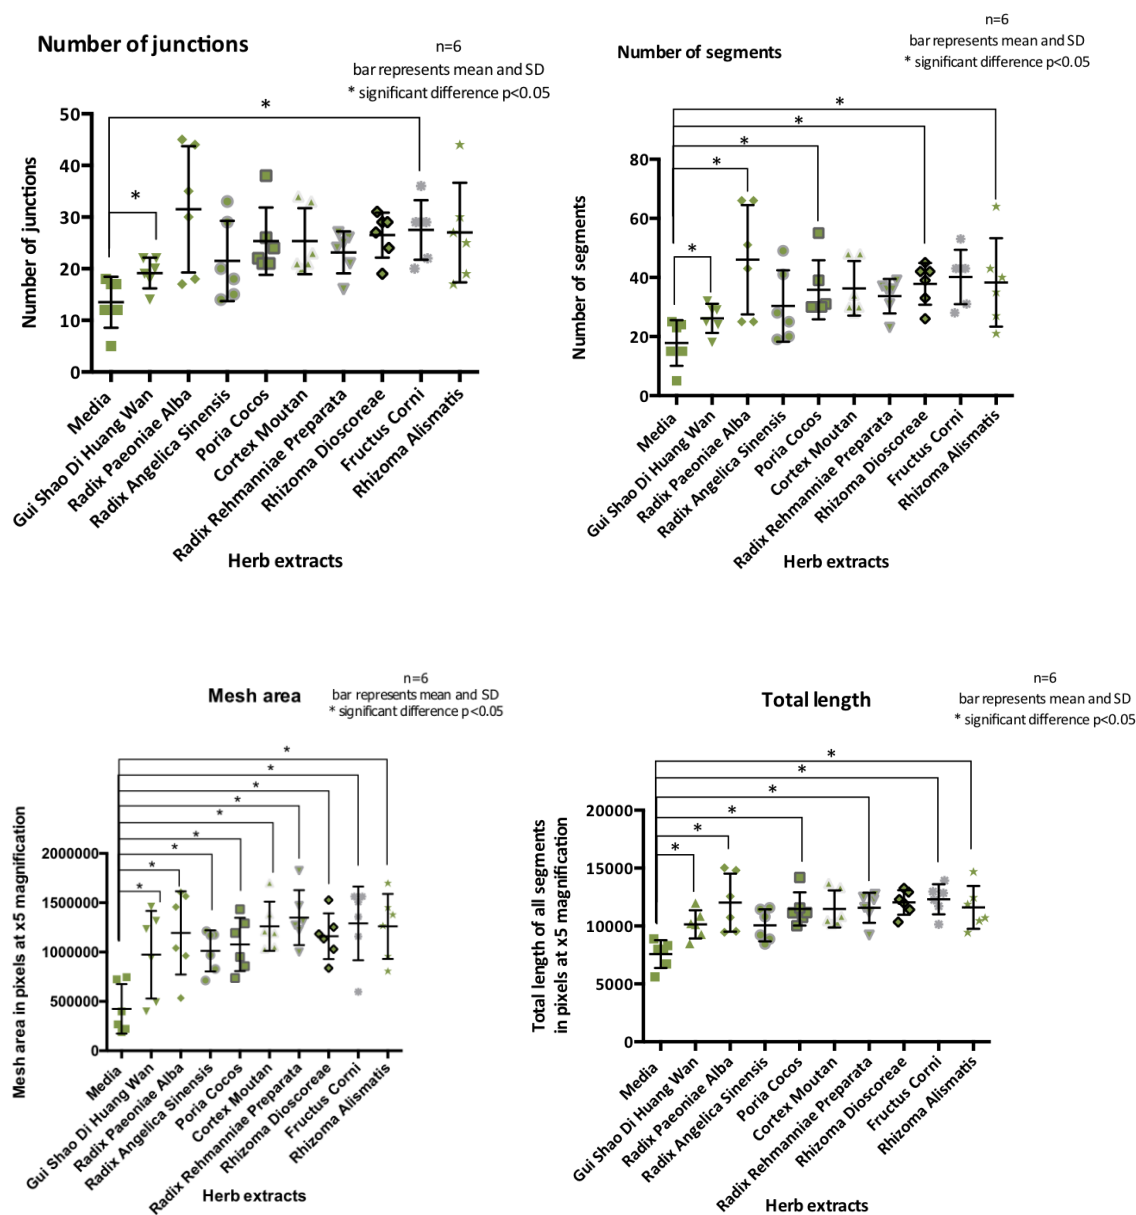 Number of junctions
n=6
bar represents mean and SD
* significant difference p<0.05
Number of junctions
50
40
30
20
10
0
*
*
Media
Gui Shao Di Huang Wan
Radix Paeoniae Alba
Radix Angelica Sinensis
Poria Cocos
Cortex Moutan
Radix Rehmanniae Preparata
Rhizoma Dioscoreae
Fructus Corni
Rhizoma Alismatis
Herb extracts
Number of segments
n=6
bar represents mean and SD
* significant difference p<0.05
Number of segments
80
60
40
20
0
*
*
*
*
*
Media
Gui Shao Di Huang Wan
Radix Paeoniae Alba
Radix Angelica Sinensis
Poria Cocos
Cortex Moutan
Radix Rehmanniae Preparata
Rhizoma Dioscoreae
Fructus Corni
Rhizoma Alismatis
Herb extracts
Mesh area
n=6
bar represents mean and SD
* significant difference p<0.05
Mesh area in pixels at x5 magnification
2000000
1500000
1000000
500000
0
*
*
*
*
*
*
*
*
*
Media
Gui Shao Di Huang Wan
Radix Paeoniae Alba
Radix Angelica Sinensis
Poria Cocos
Cortex Moutan
Radix Rehmanniae Preparata
Rhizoma Dioscoreae
Fructus Corni
Rhizoma Alismatis
Herb extracts
Total length
n=6
bar represents mean and SD
* significant difference p<0.05
Total length of all segments
in pixels at x5 magnification
20000
15000
10000
5000
0
*
*
*
*
*
*
Media
Gui Shao Di Huang Wan
Radix Paeoniae Alba
Radix Angelica Sinensis
Poria Cocos
Cortex Moutan
Radix Rehmanniae Preparata
Rhizoma Dioscoreae
Fructus Corni
Rhizoma Alismatis
Herb extracts